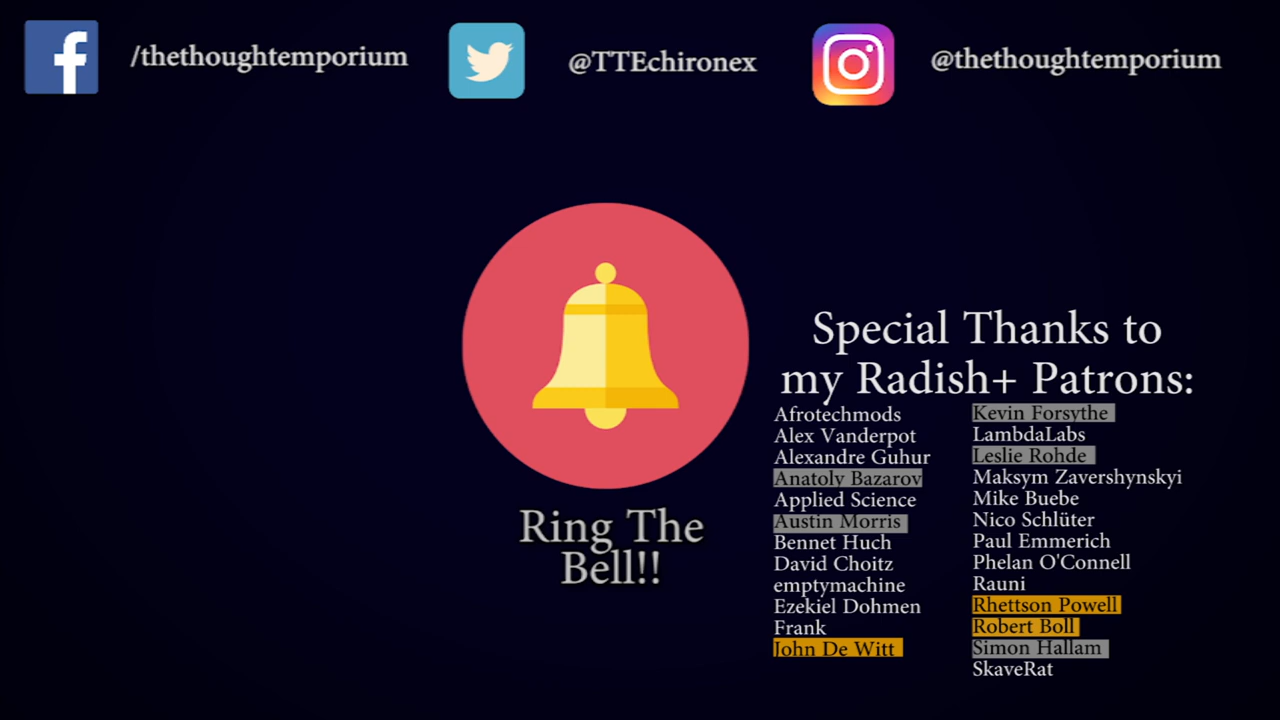 /thethoughtemporium
@TTEchironex
@thethoughtemporium
Ring The
Bell!!
Special Thanks to
my Radish+ Patrons:
Afrotechmods
Alex Vanderpot
Alexandre Guhur
Anatoly Bazarov
Applied Science
Austin Morris
Bennet Huch
David Choitz
emptymachine
Ezekiel Dohmen
Frank
John De Witt
Kevin Forsythe
LambdaLabs
Leslie Rohde
Maksym Zavershynskyi
Mike Buebe
Nico Schlüter
Paul Emmerich
Phelan O'Connell
Rauni
Rhettson Powell
Robert Boll
Simon Hallam
SkaveRat